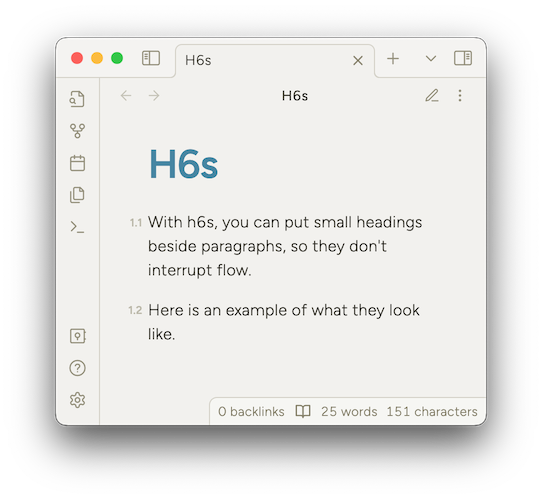 H6s
H6s
H6s
1.1 With h6s, you can put small headings
beside paragraphs, so they don't
interrupt flow.
1.2 Here is an example of what they look
like.
0 backlinks 25 words 151 characters